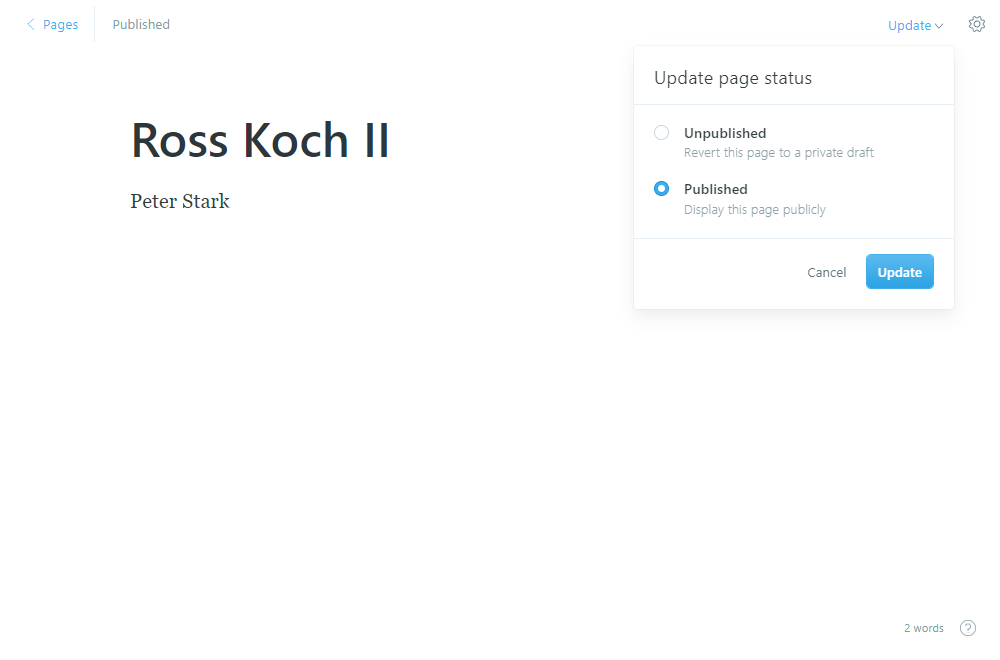 Pages
Published
Update
Update page status
Unpublished
Revert this page to a private draft
Published
Display this page publicly
Cancel
Update
Ross Koch II
Peter Stark
2 words
?